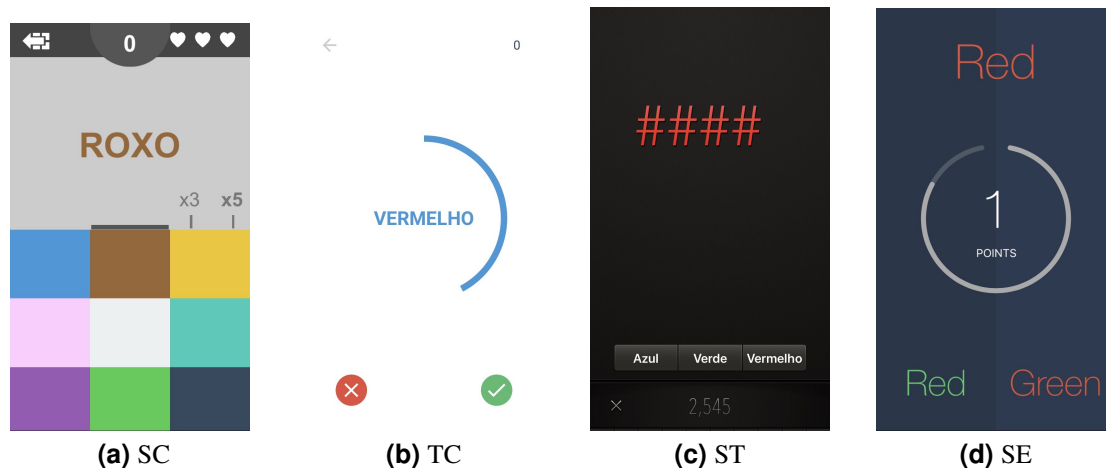 0
ROXO
x3 x5
(a) SC
0
VERMELHO
(b) TC
####
Azul Verde Vermelho
2,545
(c) ST
Red
1
POINTS
Red Green
(d) SE